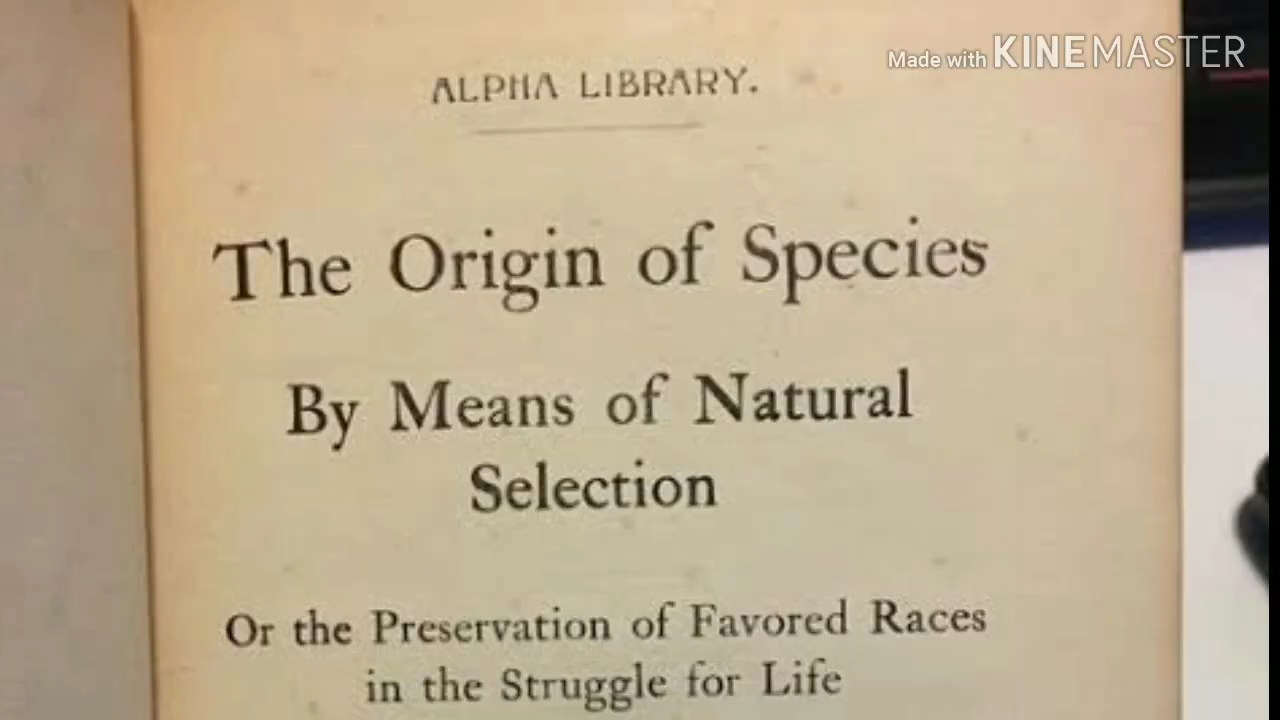 Made with KINEMASTER
ALPHA LIBRARY.
The Origin of Species
By Means of Natural
Selection
Or the Preservation of Favored Races
in the Struggle for Life